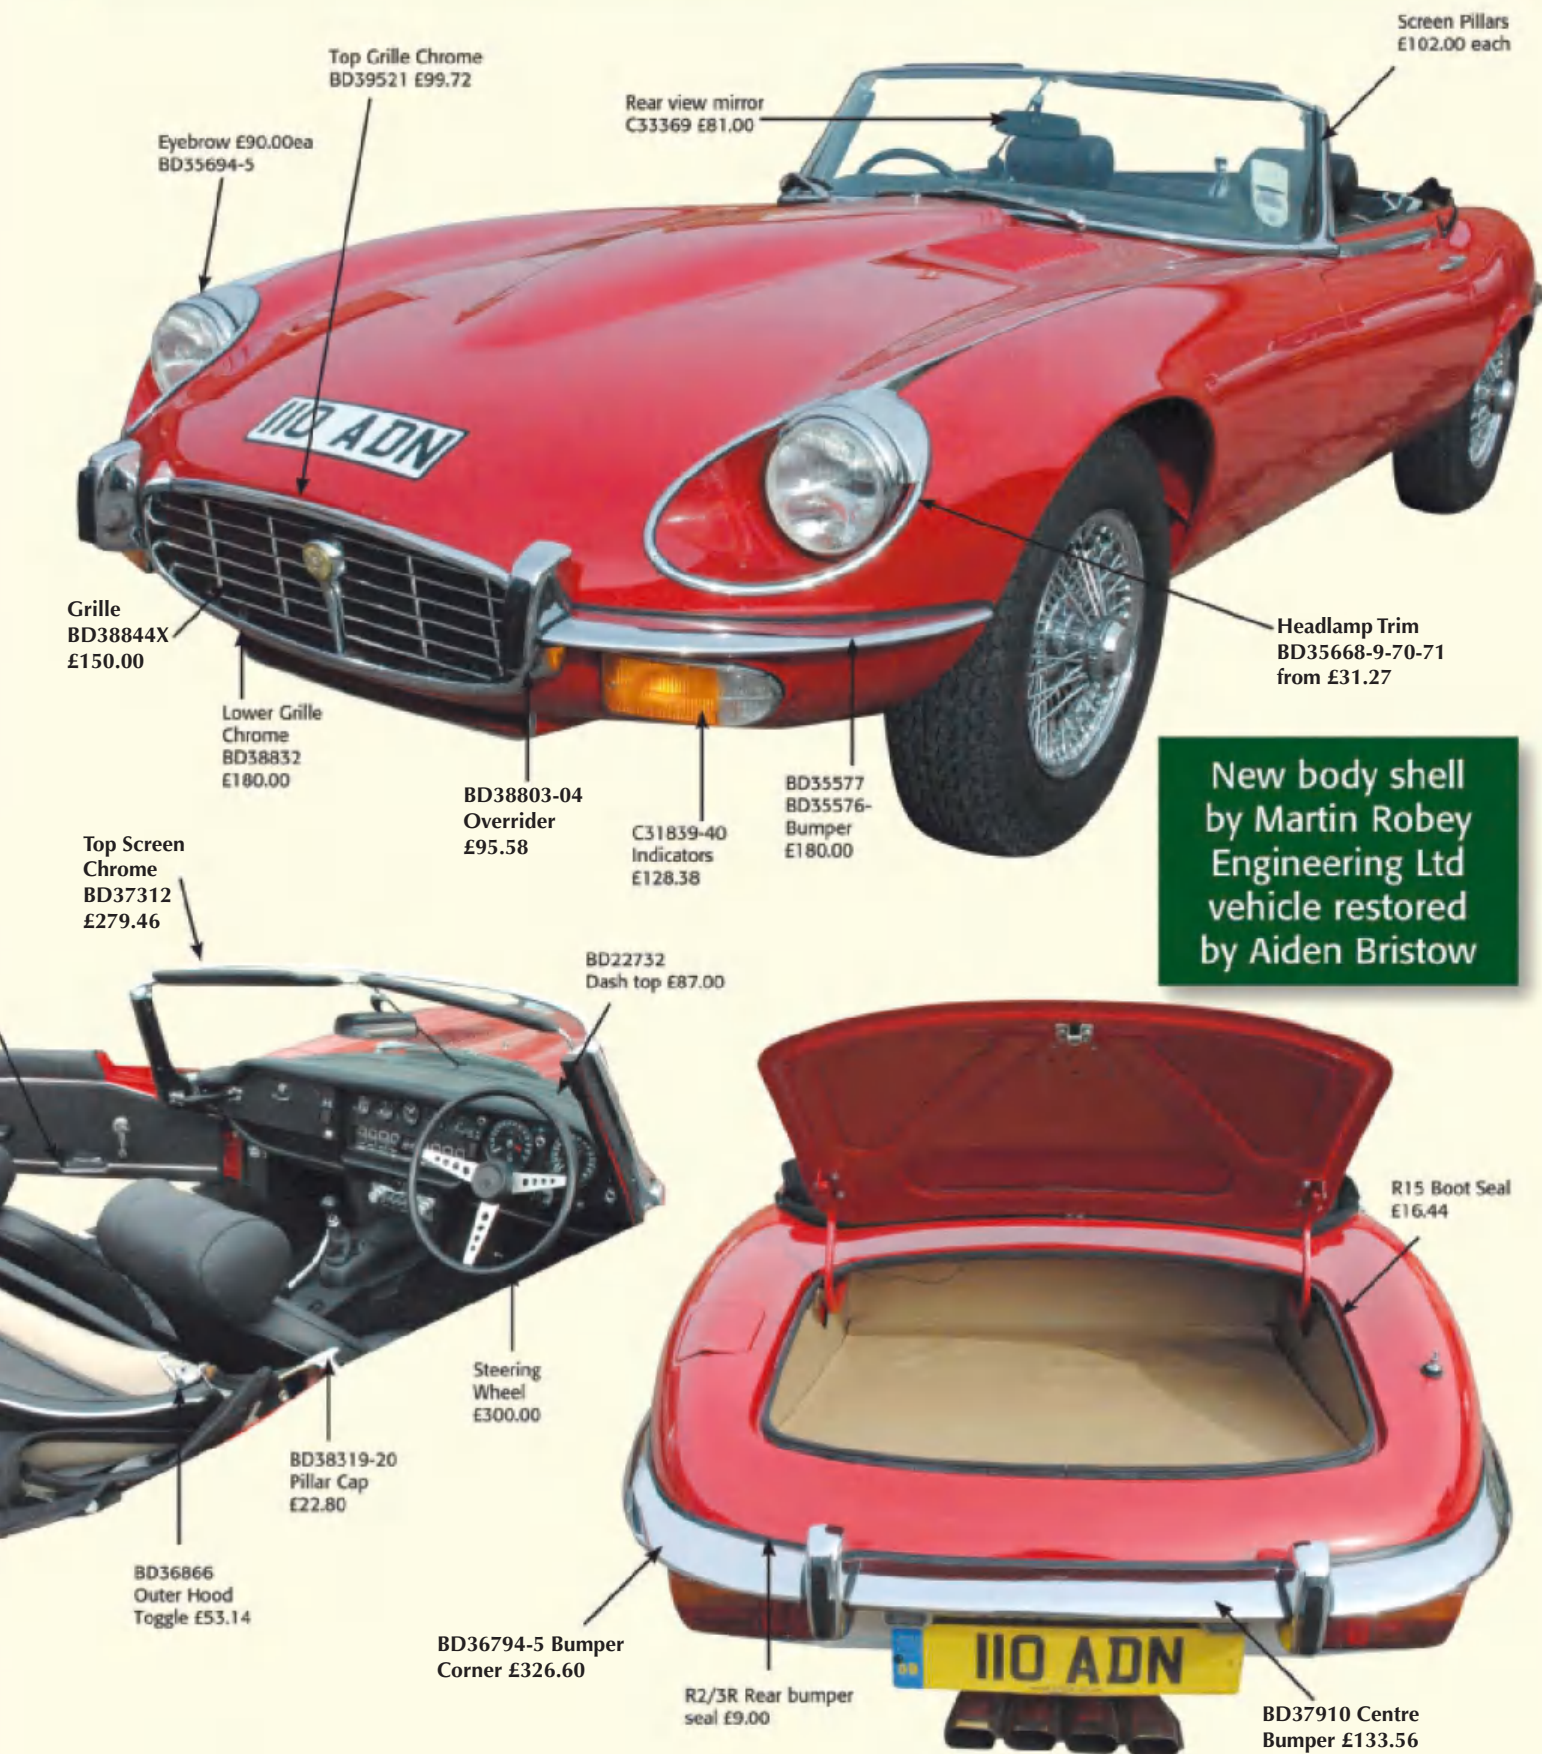 Screen Pillars
£102.00 each
Top Grille Chrome
BD39521 £99.72
Rear view mirror
C33369 £81.00
Eyebrow £90.00ea
BD35694-5
110 ADN
Grille
BD38844X
£150.00
Headlamp Trim
BD35668-9-70-71
from £31.27
Lower Grille
Chrome
BD38832
£180.00
BD38803-04
Overrider
£95.58
C31839-40
Indicators
£128.38
BD35577
BD35576-
Bumper
£180.00
New body shell
by Martin Robey
Engineering Ltd
vehicle restored
by Aiden Bristow
Top Screen
Chrome
BD37312
£279.46
BD22732
Dash top £87.00
R15 Boot Seal
£16.44
Steering
Wheel
£300.00
BD38319-20
Pillar Cap
£22.80
BD36866
Outer Hood
Toggle £53.14
BD36794-5 Bumper
Corner £326.60
R2/3R Rear bumper
seal £9.00
GB
110 ADN
BD37910 Centre
Bumper £133.56